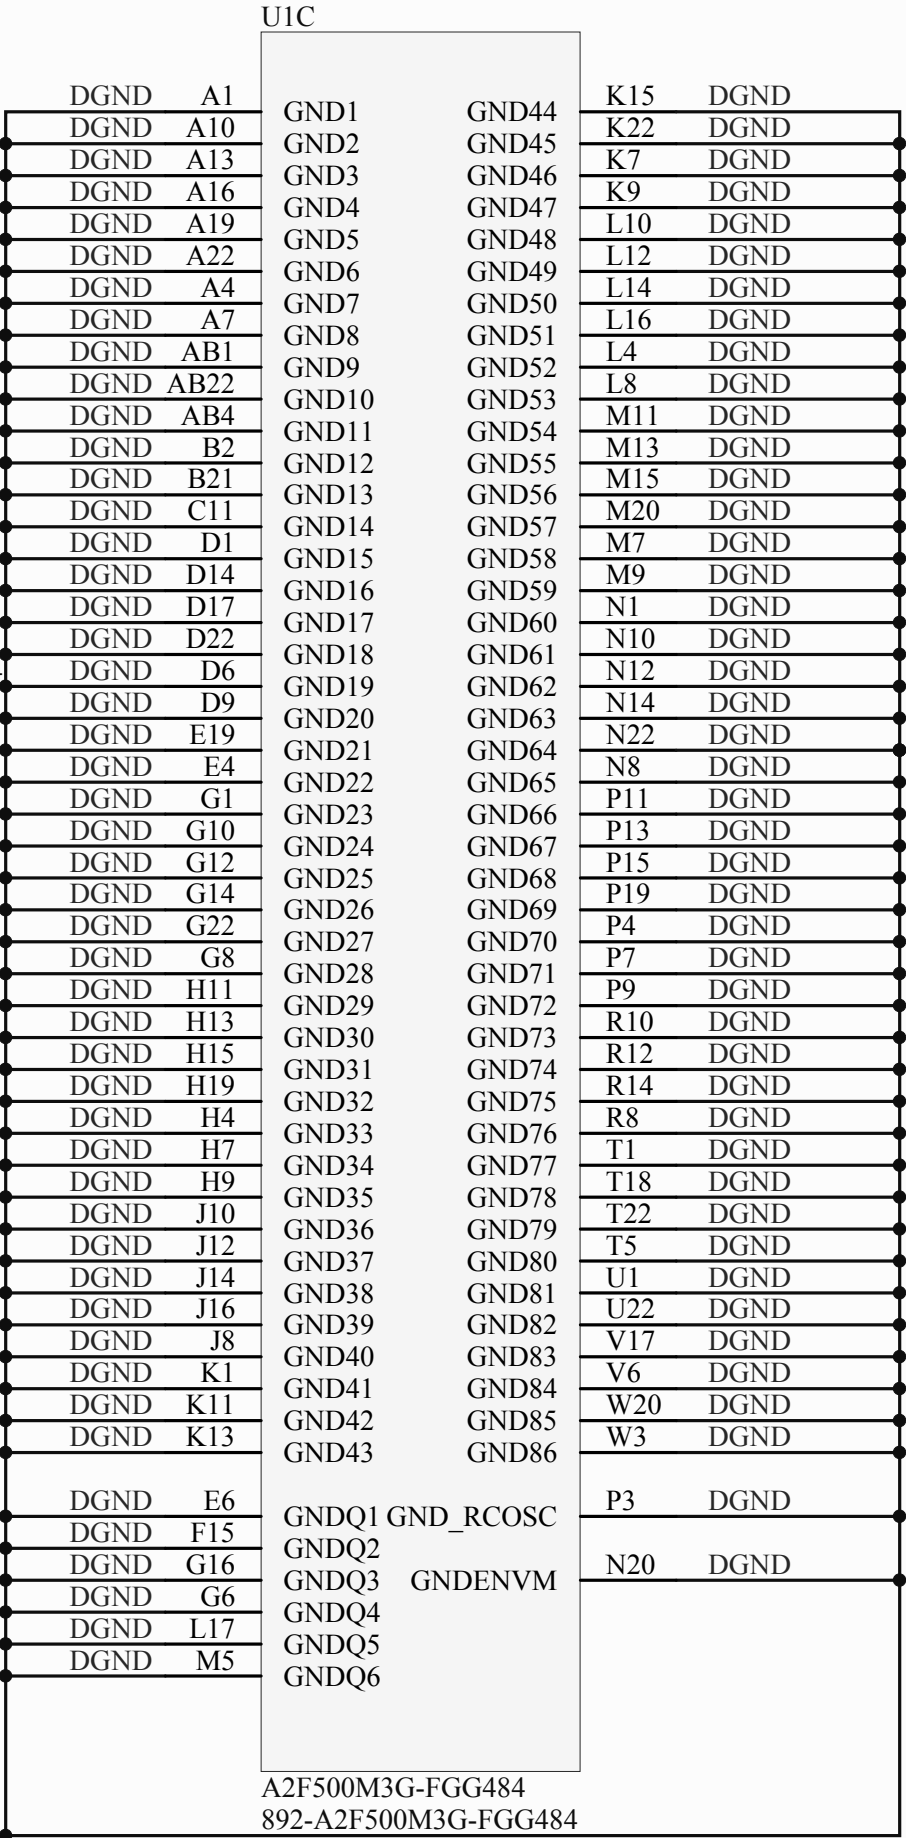 U1C
DGND A1 GND1 GND44 K15 DGND
DGND A10 GND2 GND45 K22 DGND
DGND A13 GND3 GND46 K7 DGND
DGND A16 GND4 GND47 K9 DGND
DGND A19 GND5 GND48 L10 DGND
DGND A22 GND6 GND49 L12 DGND
DGND A4 GND7 GND50 L14 DGND
DGND A7 GND8 GND51 L16 DGND
DGND AB1 GND9 GND52 L4 DGND
DGND AB22 GND10 GND53 L8 DGND
DGND AB4 GND11 GND54 M11 DGND
DGND B2 GND12 GND55 M13 DGND
DGND B21 GND13 GND56 M15 DGND
DGND C11 GND14 GND57 M20 DGND
DGND D1 GND15 GND58 M7 DGND
DGND D14 GND16 GND59 M9 DGND
DGND D17 GND17 GND60 N1 DGND
DGND D22 GND18 GND61 N10 DGND
DGND D6 GND19 GND62 N12 DGND
DGND D9 GND20 GND63 N14 DGND
DGND E19 GND21 GND64 N22 DGND
DGND E4 GND22 GND65 N8 DGND
DGND G1 GND23 GND66 P11 DGND
DGND G10 GND24 GND67 P13 DGND
DGND G12 GND25 GND68 P15 DGND
DGND G14 GND26 GND69 P19 DGND
DGND G22 GND27 GND70 P4 DGND
DGND G8 GND28 GND71 P7 DGND
DGND H11 GND29 GND72 P9 DGND
DGND H13 GND30 GND73 R10 DGND
DGND H15 GND31 GND74 R12 DGND
DGND H19 GND32 GND75 R14 DGND
DGND H4 GND33 GND76 R8 DGND
DGND H7 GND34 GND77 T1 DGND
DGND H9 GND35 GND78 T18 DGND
DGND J10 GND36 GND79 T22 DGND
DGND J12 GND37 GND80 T5 DGND
DGND J14 GND38 GND81 U1 DGND
DGND J16 GND39 GND82 U22 DGND
DGND J8 GND40 GND83 V17 DGND
DGND K1 GND41 GND84 V6 DGND
DGND K11 GND42 GND85 W20 DGND
DGND K13 GND43 GND86 W3 DGND
DGND E6 GNDQ1 GND_RCOSC P3 DGND
DGND F15 GNDQ2
DGND G16 GNDQ3 GNDENVM N20 DGND
DGND G6 GNDQ4
DGND L17 GNDQ5
DGND M5 GNDQ6
A2F500M3G-FGG484
892-A2F500M3G-FGG484